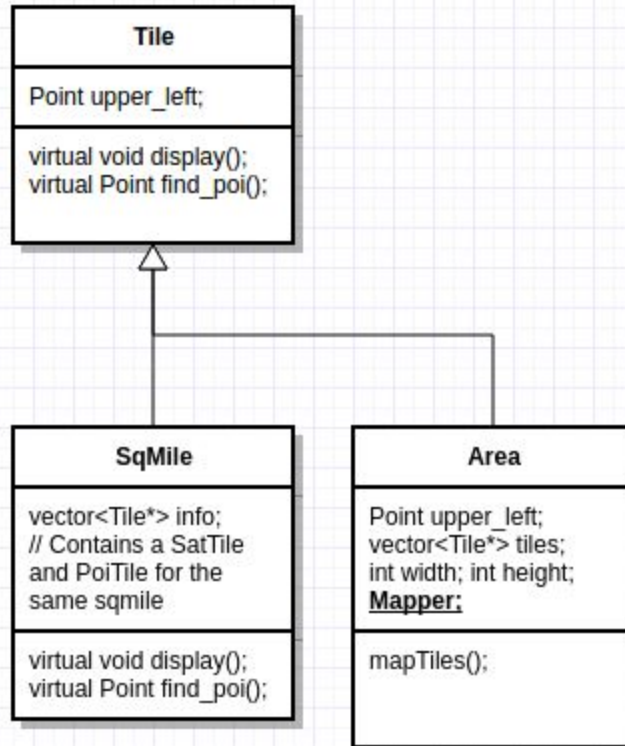 Tile
Point upper_left;
virtual void display();
virtual Point find_poi();
SqMile
vector<Tile*> info;
// Contains a SatTile
and PoiTile for the
same sqmile
virtual void display();
virtual Point find_poi();
Area
Point upper_left;
vector<Tile*> tiles;
int width; int height;
Mapper;
mapTiles();